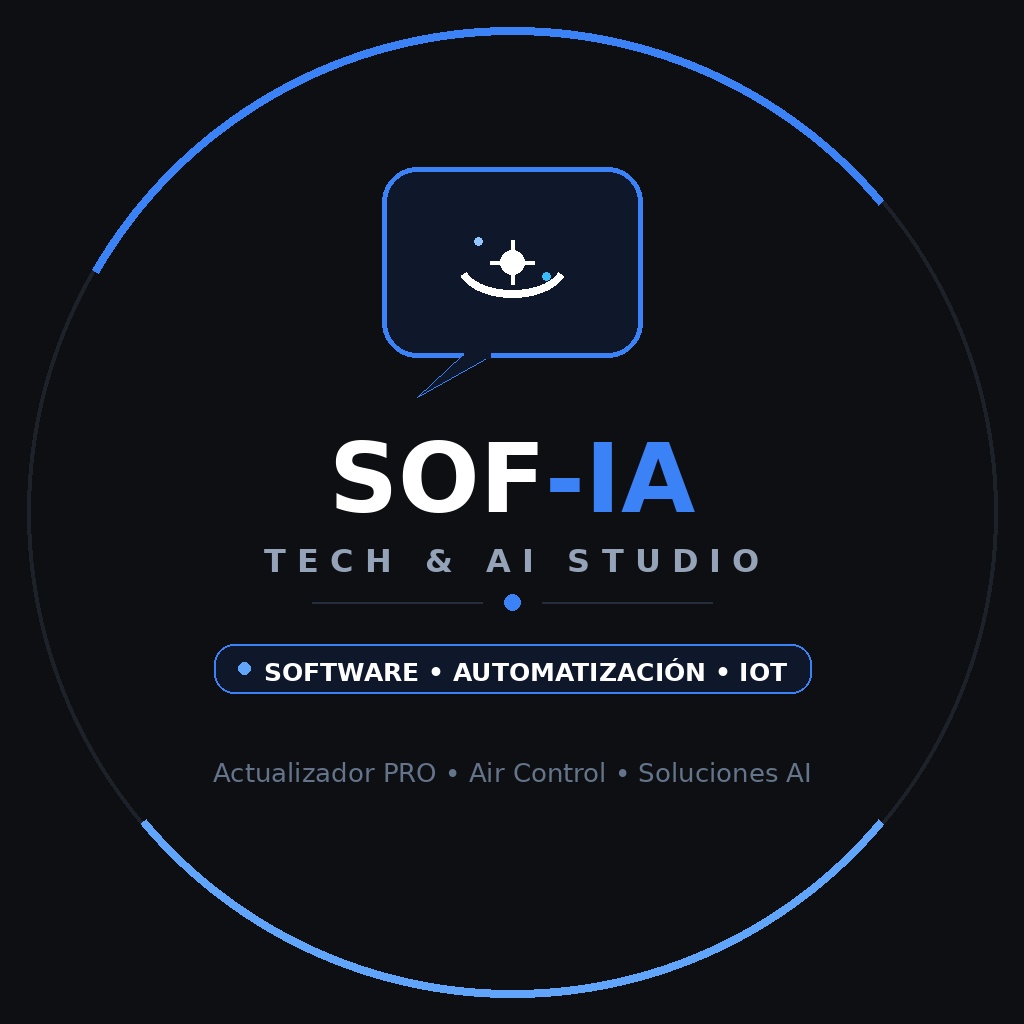 SOF-IA
TECH & AI STUDIO
SOFTWARE • AUTOMATIZACIÓN • IOT
Actualizador PRO • Air Control • Soluciones AI